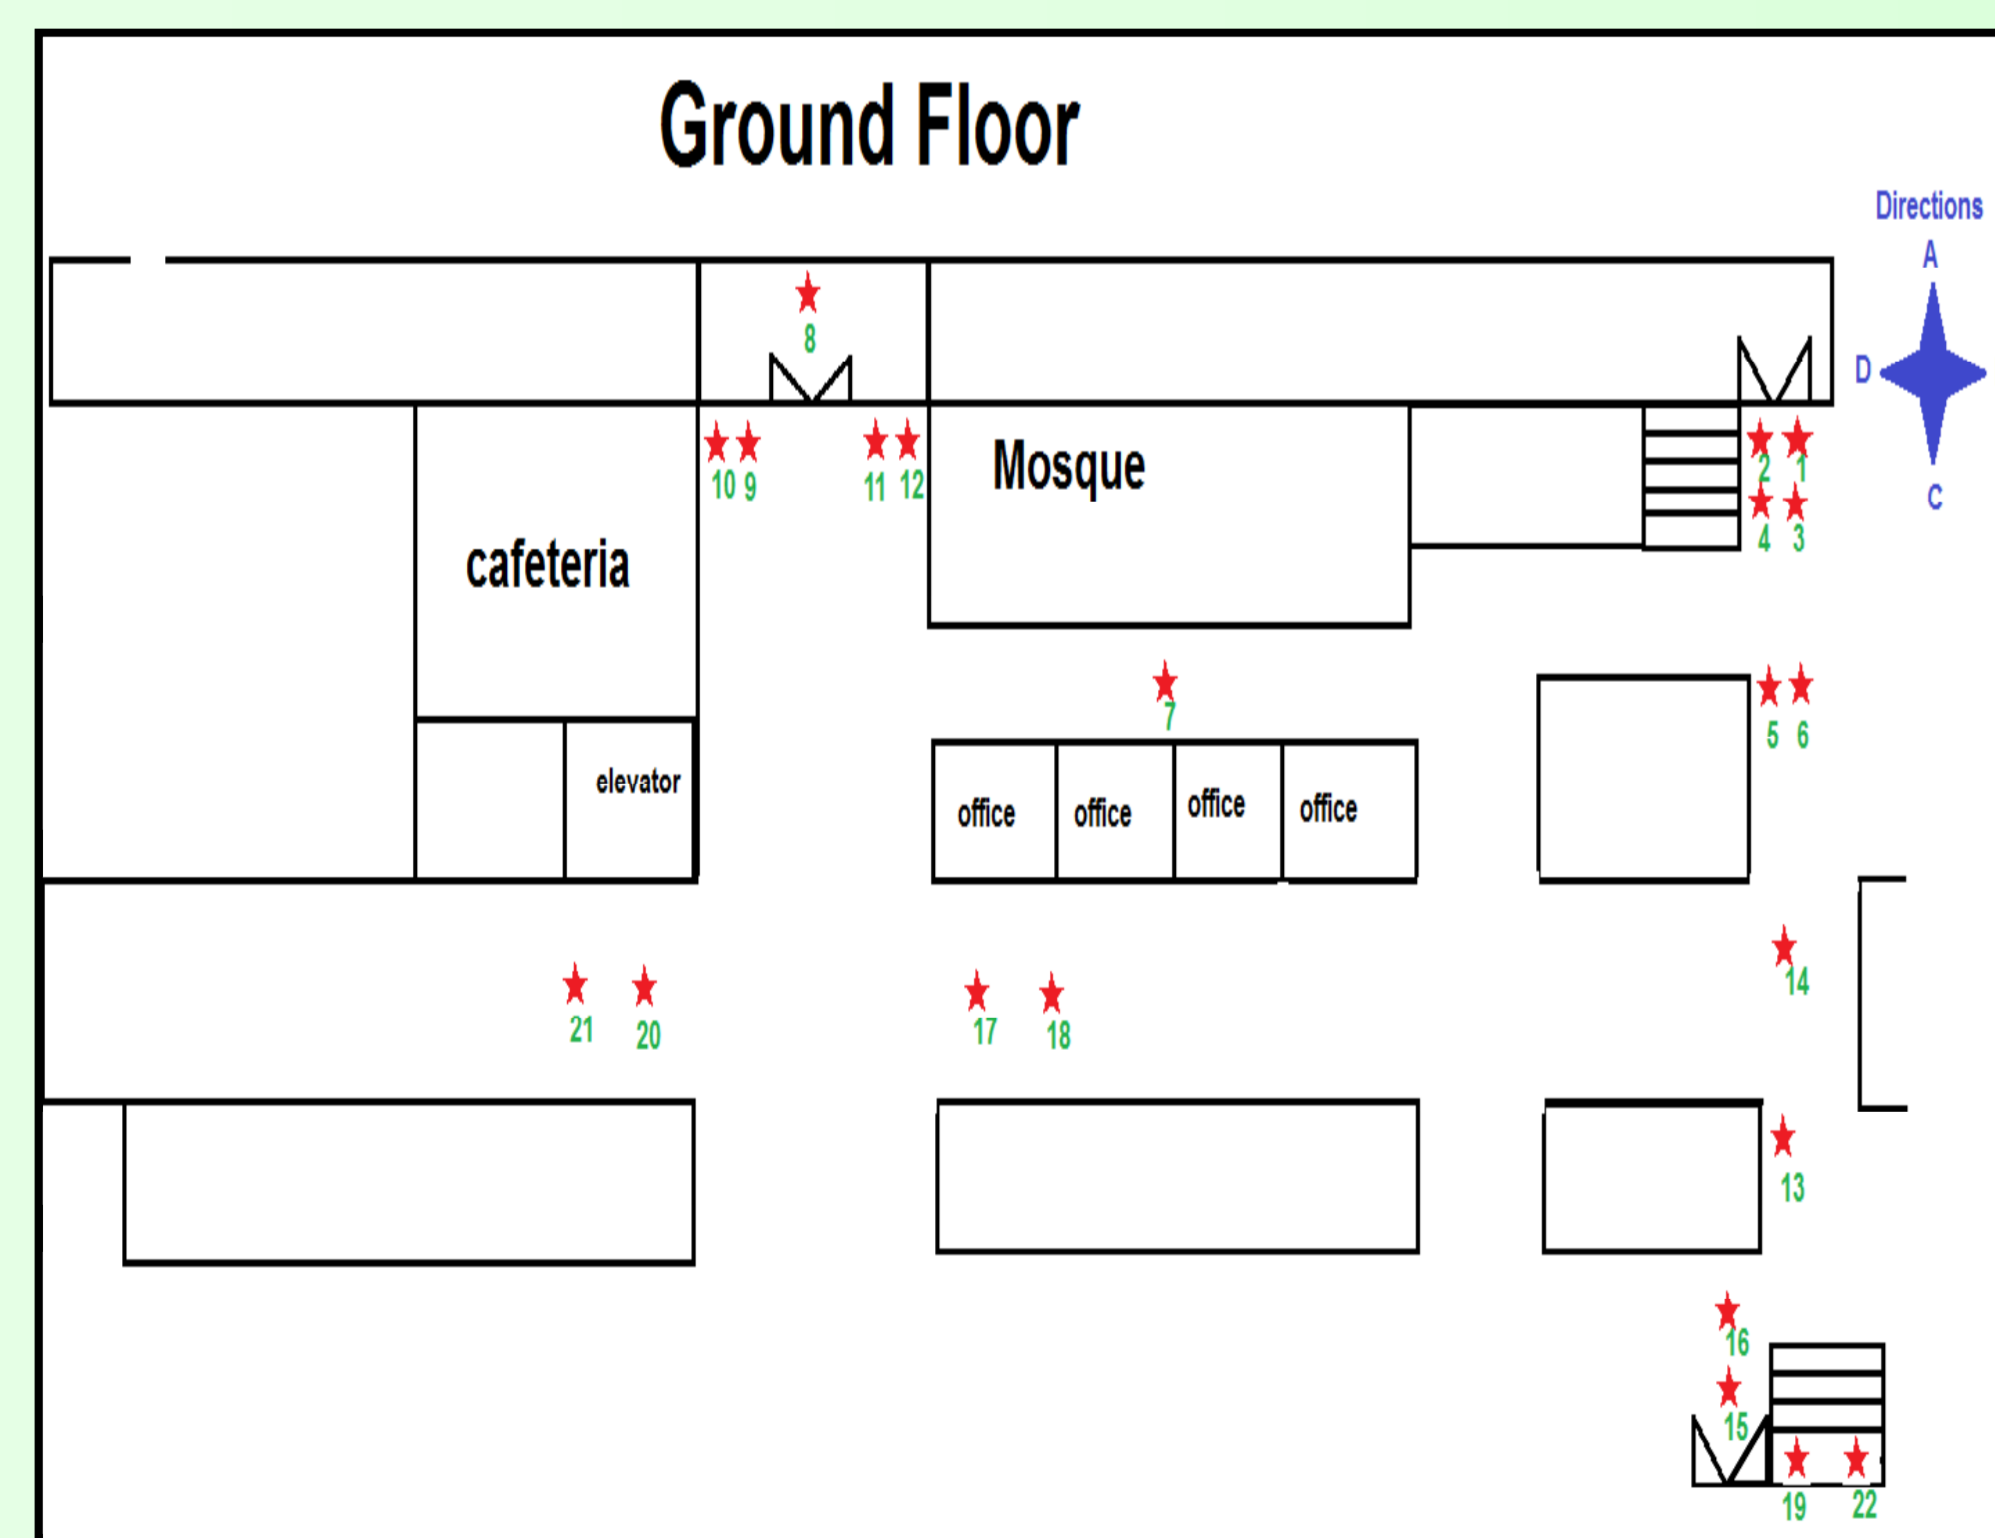 Ground Floor
Directions
A
D
C
8
10 9 11 12
Mosque
2 1
4 3
cafeteria
7
5 6
elevator
office office office office
14
21 20 17 18
13
16
15
19 22